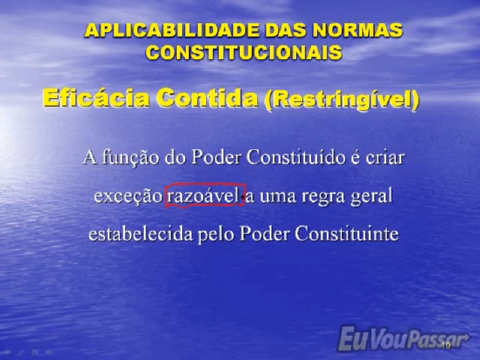 APLICABILIDADE DAS NORMAS
CONSTITUCIONAIS
Eficácia Contida (Restringível)
A função do Poder Constituído é criar
exceção razoável a uma regra geral
estabelecida pelo Poder Constituinte
EuVouPassar
10